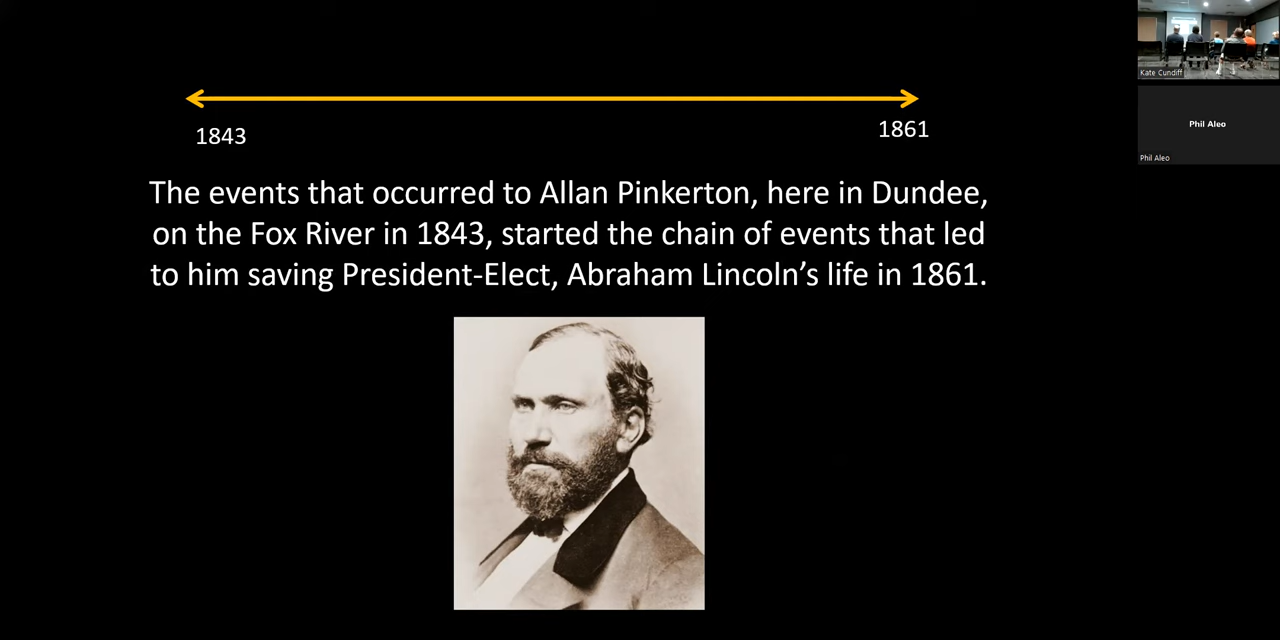 1843
1861
The events that occurred to Allan Pinkerton, here in Dundee,
on the Fox River in 1843, started the chain of events that led
to him saving President-Elect, Abraham Lincoln’s life in 1861.
Kate Cundiff
Phil Aleo
Phil Aleo